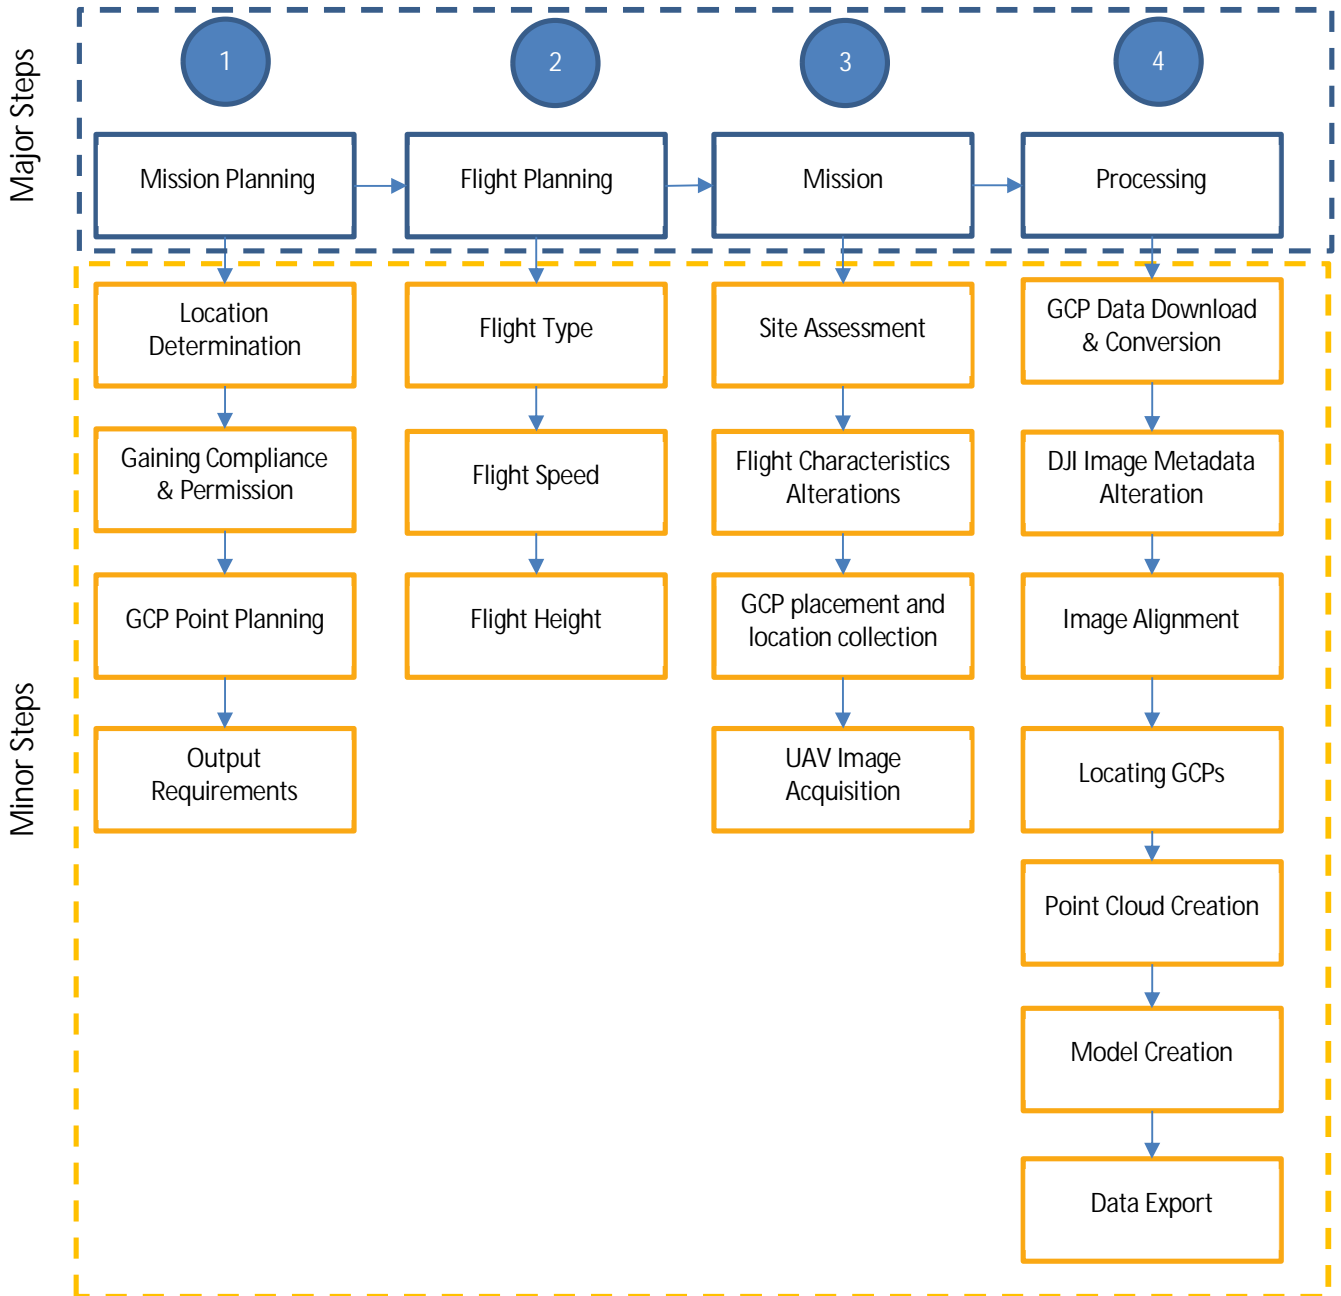 Major Steps
1
2
3
4
Mission Planning
Flight Planning
Mission
Processing
Minor Steps
Location
Determination
Gaining Compliance
& Permission
GCP Point Planning
Output
Requirements
Flight Type
Flight Speed
Flight Height
Site Assessment
Flight Characteristics
Alterations
GCP placement and
location collection
UAV Image
Acquisition
GCP Data Download
& Conversion
DJI Image Metadata
Alteration
Image Alignment
Locating GCPs
Point Cloud Creation
Model Creation
Data Export